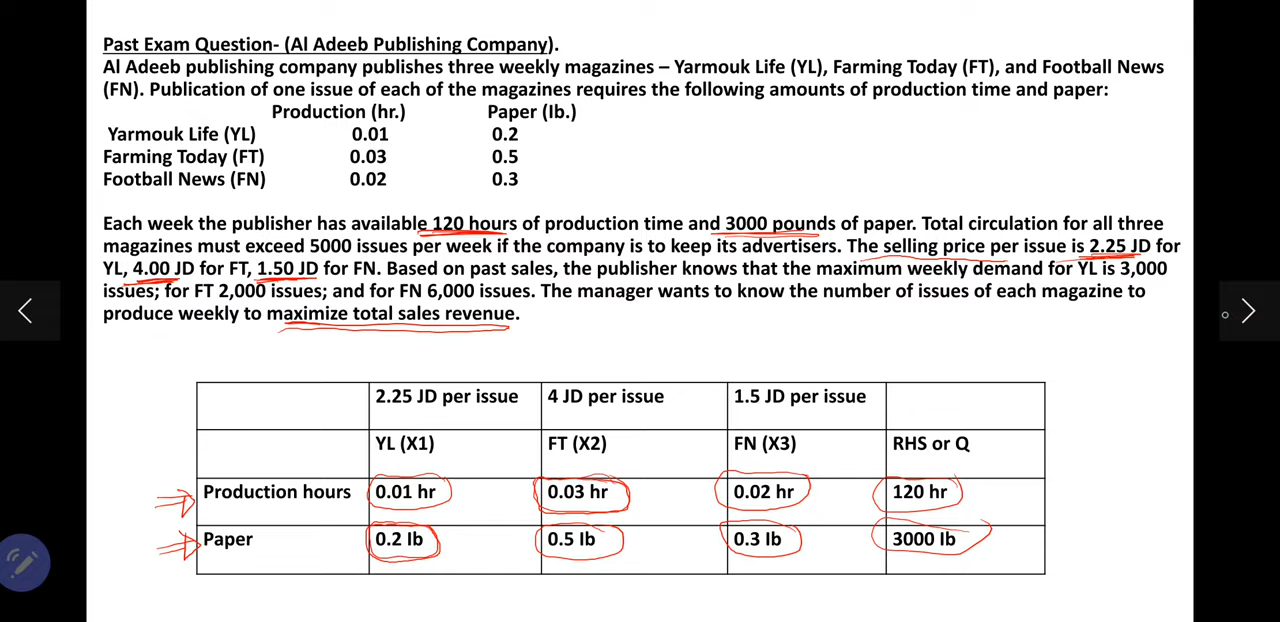 Past Exam Question- (Al Adeeb Publishing Company).
Al Adeeb publishing company publishes three weekly magazines – Yarmouk Life (YL), Farming Today (FT), and Football News
(FN). Publication of one issue of each of the magazines requires the following amounts of production time and paper:
Production (hr.) Paper (Ib.)
Yarmouk Life (YL) 0.01 0.2
Farming Today (FT) 0.03 0.5
Football News (FN) 0.02 0.3
Each week the publisher has available 120 hours of production time and 3000 pounds of paper. Total circulation for all three
magazines must exceed 5000 issues per week if the company is to keep its advertisers. The selling price per issue is 2.25 JD for
YL, 4.00 JD for FT, 1.50 JD for FN. Based on past sales, the publisher knows that the maximum weekly demand for YL is 3,000
issues; for FT 2,000 issues; and for FN 6,000 issues. The manager wants to know the number of issues of each magazine to
produce weekly to maximize total sales revenue.
2.25 JD per issue 4 JD per issue 1.5 JD per issue
YL (X1) FT (X2) FN (X3) RHS or Q
Production hours 0.01 hr 0.03 hr 0.02 hr 120 hr
Paper 0.2 Ib 0.5 Ib 0.3 Ib 3000 Ib